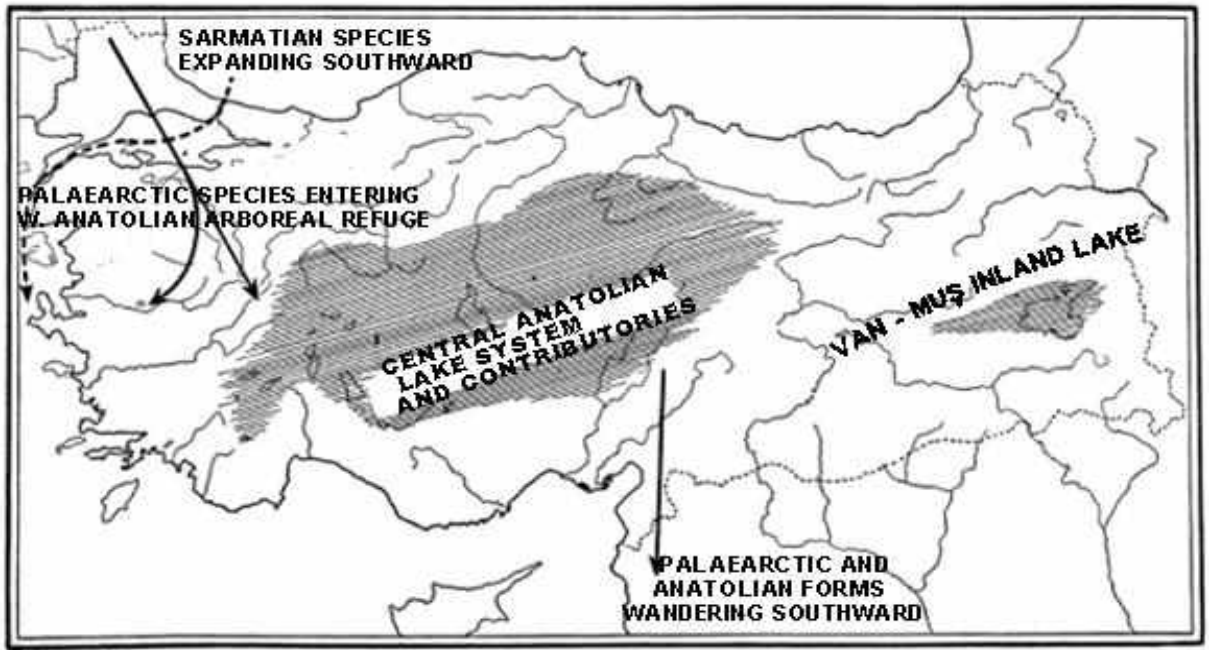 SARMATIAN SPECIES
EXPANDING SOUTHWARD
PALAEARCTIC SPECIES ENTERING
W. ANATOLIAN ARBOREAL REFUGE
CENTRAL ANATOLIAN
LAKE SYSTEM
AND CONTRIBUTORIES
VAN - MUŞ INLAND LAKE
PALAEARCTIC AND
ANATOLIAN FORMS
WANDERING SOUTHWARD